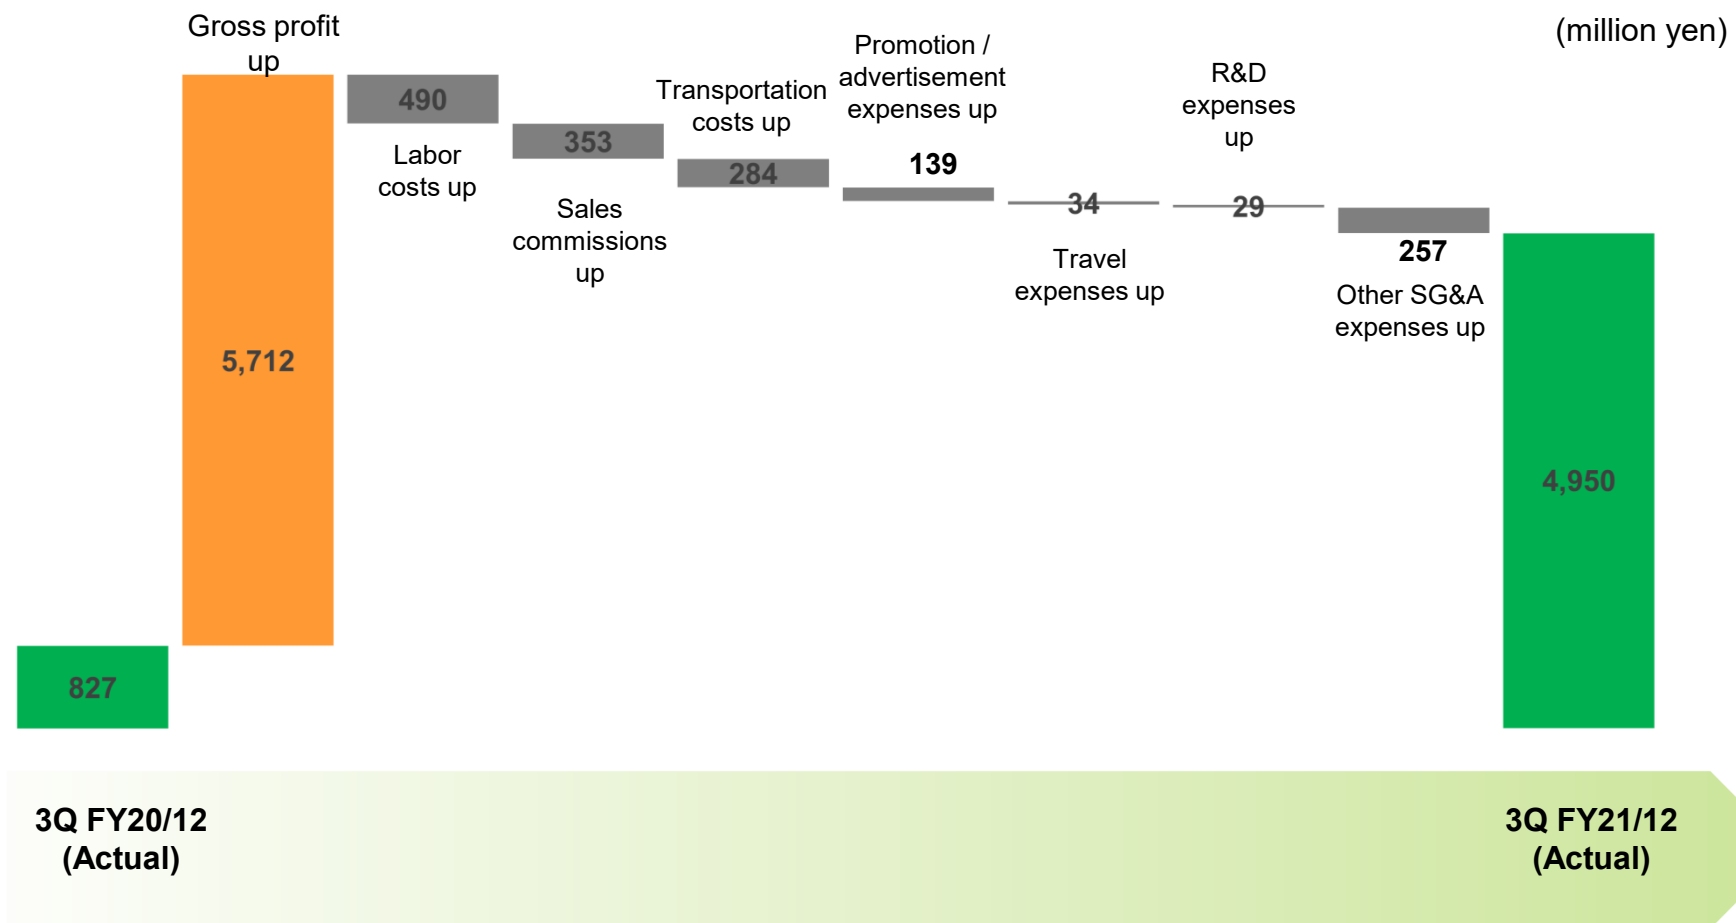 (million yen)
Gross profit
up
5,712
490
Labor
costs up
353
Sales
commissions
up
Transportation
costs up
284
Promotion /
advertisement
expenses up
139
34
Travel
expenses up
R&D
expenses
up
29
257
Other SG&A
expenses up
827
4,950
3Q FY20/12
(Actual)
3Q FY21/12
(Actual)